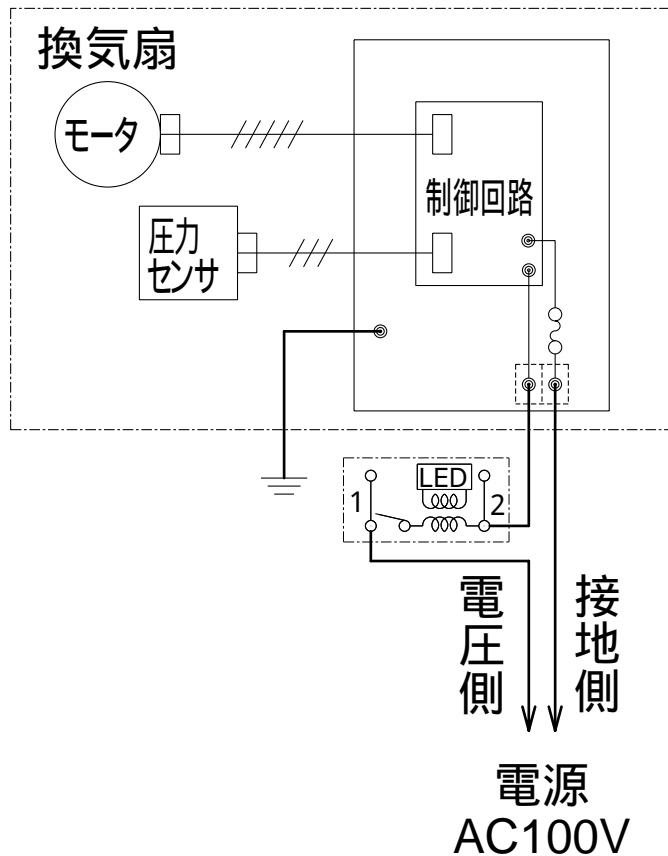 換気扇
モータ
制御回路
圧力
センサ
LED
1
2
電圧側
接地側
電源
AC100V